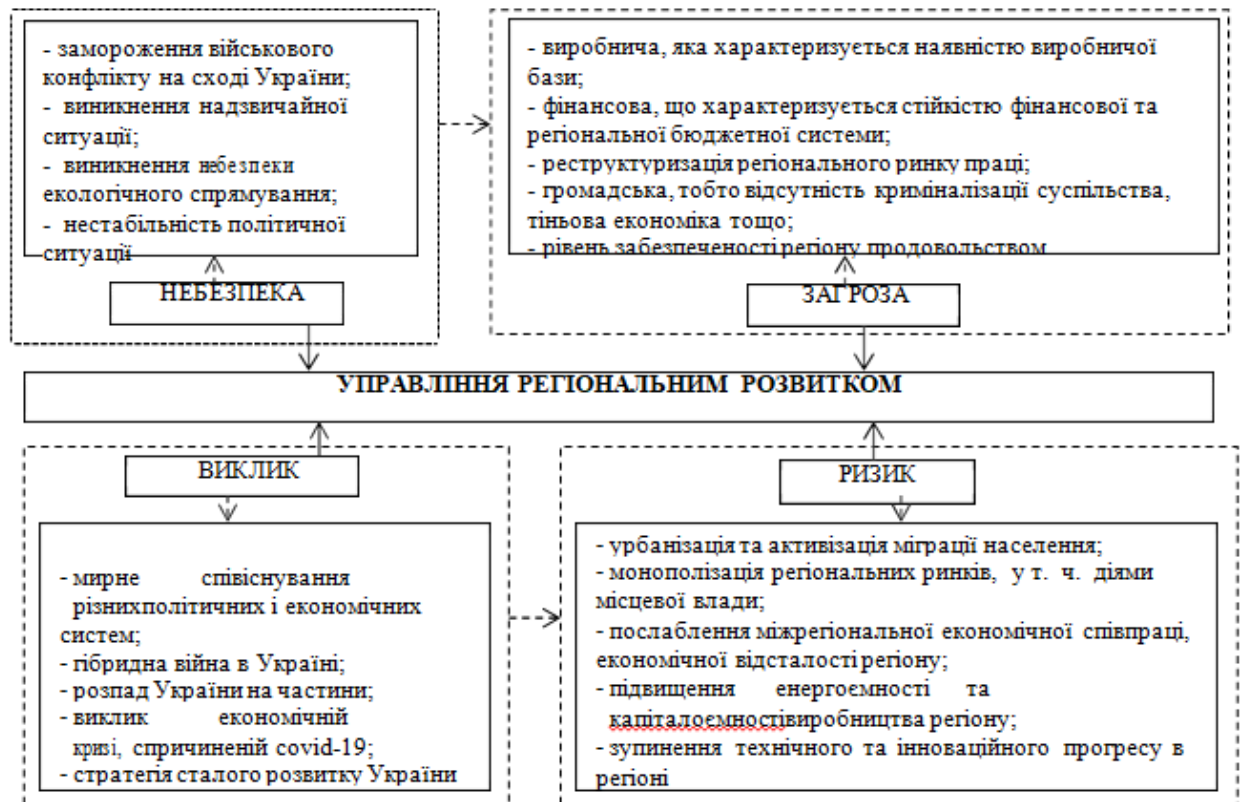 - замороження військового
конфлікту на сході України;
- виникнення надзвичайної
ситуації;
- виникнення небезпеки
екологічного спрямування;
- нестабільність політичної
ситуації
НЕБЕЗПЕКА
- виробнича, яка характеризується наявністю виробничої
бази;
- фінансова, що характеризується стійкістю фінансової та
регіональної бюджетної системи;
- реструктуризація регіонального ринку праці;
- громадська, тобто відсутність криміналізації суспільства,
тіньова економіка тощо;
- рівень забезпеченості регіону продовольством
ЗАГРОЗА
УПРАВЛІННЯ РЕГІОНАЛЬНИМ РОЗВИТКОМ
ВИКЛИК
- мирне співіснування
різнихполітичних і економічних
систем;
- гібридна війна в Україні;
- розпад України на частини;
- виклик економічній
кризі, спричиненій covid-19;
- стратегія сталого розвитку України
РИЗИК
- урбанізація та активізація міграції населення;
- монополізація регіональних ринків, у т. ч. діями
місцевої влади;
- послаблення міжрегіональної економічної співпраці,
економічної відсталості регіону;
- підвищення енергоємності та
капіталоємностівиробництва регіону;
- зупинення технічного та інноваційного прогресу в
регіоні